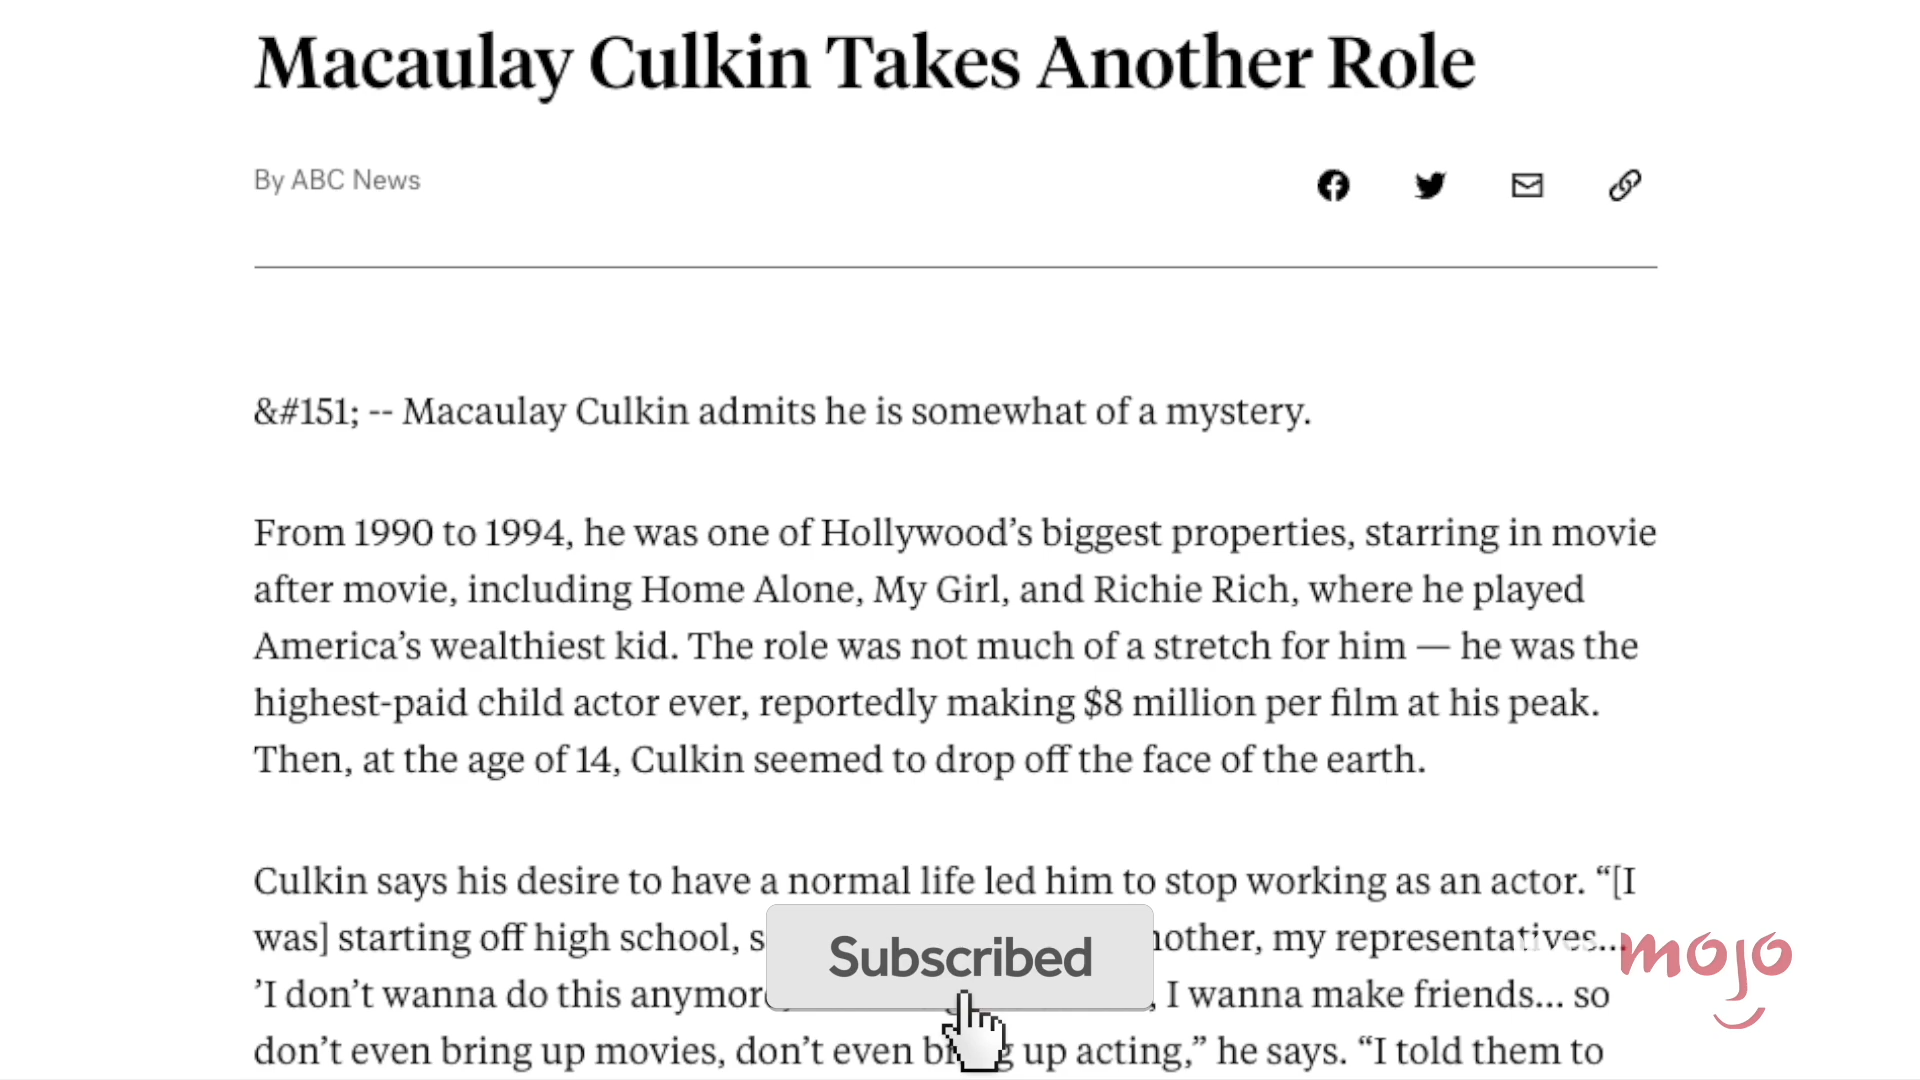 Macaulay Culkin Takes Another Role
By ABC News
&#151; -- Macaulay Culkin admits he is somewhat of a mystery.
From 1990 to 1994, he was one of Hollywood’s biggest properties, starring in movie
after movie, including Home Alone, My Girl, and Richie Rich, where he played
America’s wealthiest kid. The role was not much of a stretch for him — he was the
highest-paid child actor ever, reportedly making $8 million per film at his peak.
Then, at the age of 14, Culkin seemed to drop off the face of the earth.
Culkin says his desire to have a normal life led him to stop working as an actor. “[I
was] starting off high school, my representatives...
’I don’t wanna do this I wanna make friends... so
don’t even bring up movies, don’t even up acting,” he says. “I told them to
Subscribed
mojo